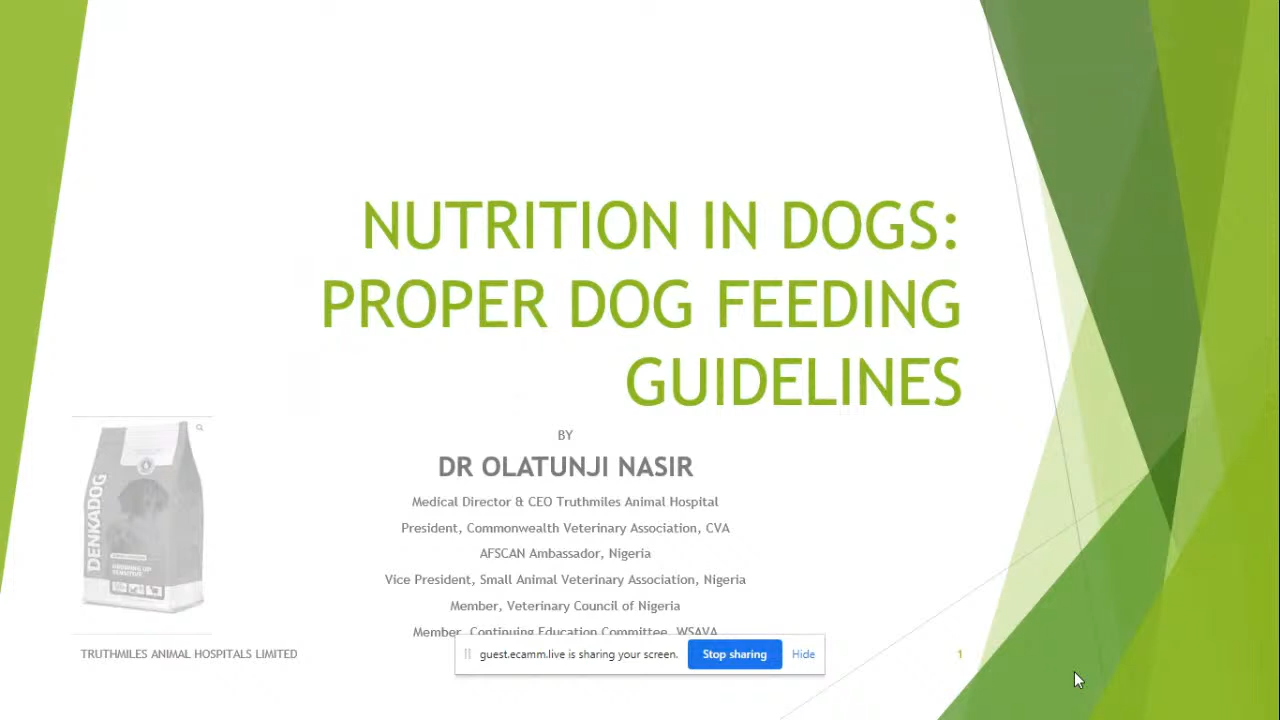 NUTRITION IN DOGS:
PROPER DOG FEEDING
GUIDELINES
BY
DR OLATUNJI NASIR
Medical Director & CEO Truthmiles Animal Hospital
President, Commonwealth Veterinary Association, CVA
AFSCAN Ambassador, Nigeria
Vice President, Small Animal Veterinary Association, Nigeria
Member, Veterinary Council of Nigeria
Member, Continuing Education Committee, WSAVA
DENKADOG
GROWING UP
SENSITIVE
TRUTHMILES ANIMAL HOSPITALS LIMITED
guest.ecamm.live is sharing your screen.
Stop sharing
Hide
1